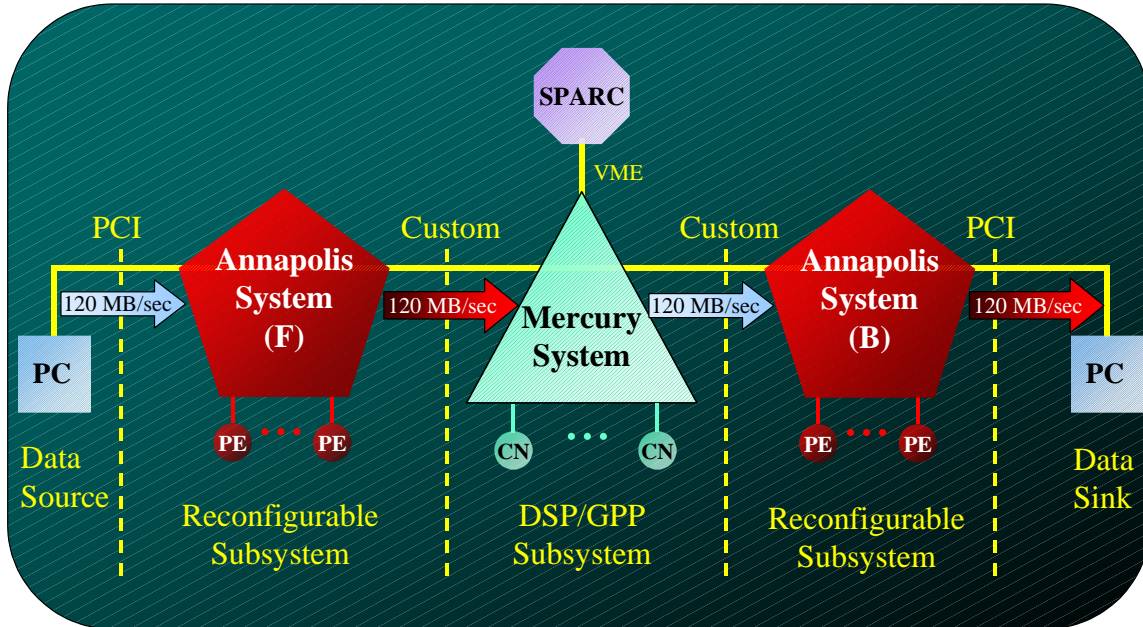 SPARC
VME
PCI
Custom
Custom
PCI
Annapolis
System
(F)
Annapolis
System
(B)
120 MB/sec
120 MB/sec
120 MB/sec
120 MB/sec
Mercury
System
PC
PC
PE
PE
CN
CN
PE
PE
Data
Source
Reconfigurable
Subsystem
DSP/GPP
Subsystem
Reconfigurable
Subsystem
Data
Sink